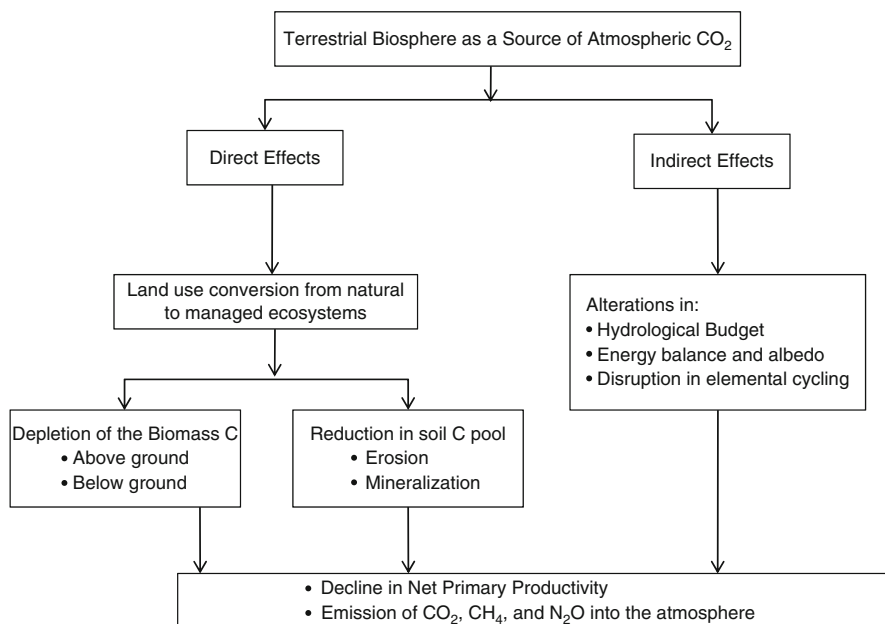 Terrestrial Biosphere as a Source of Atmospheric CO₂
Direct Effects
Indirect Effects
Land use conversion from natural
to managed ecosystems
Alterations in:
• Hydrological Budget
• Energy balance and albedo
• Disruption in elemental cycling
Depletion of the Biomass C
• Above ground
• Below ground
Reduction in soil C pool
• Erosion
• Mineralization
• Decline in Net Primary Productivity
• Emission of CO₂, CH₄, and N₂O into the atmosphere